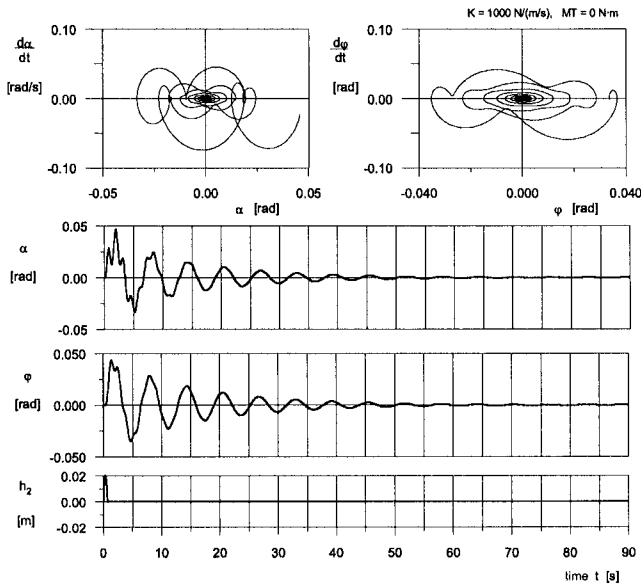 K = 1000 N/(m/s), MT = 0 N·m
dα
dt
[rad/s]
0.10
0.00
-0.10
-0.05
0.00
0.05
α [rad]
dφ
dt
[rad]
0.10
0.00
-0.10
-0.040
0.000
0.040
φ [rad]
α
[rad]
0.05
0.00
-0.05
φ
[rad]
0.050
0.000
-0.050
h2
[m]
0.02
0.00
-0.02
0 10 20 30 40 50 60 70 80 90
time t [s]